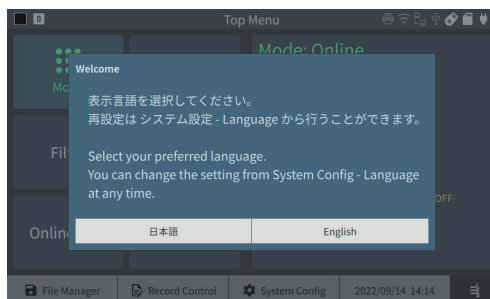 0
Top Menu
Mode: Online
Welcome
表示言語を選択してください。
再設定は システム設定 - Language から行うことができます。
Select your preferred language.
You can change the setting from System Config - Language
at any time.
OFF
Online
日本語
English
File Manager
Record Control
System Config
2022/09/14 14:14